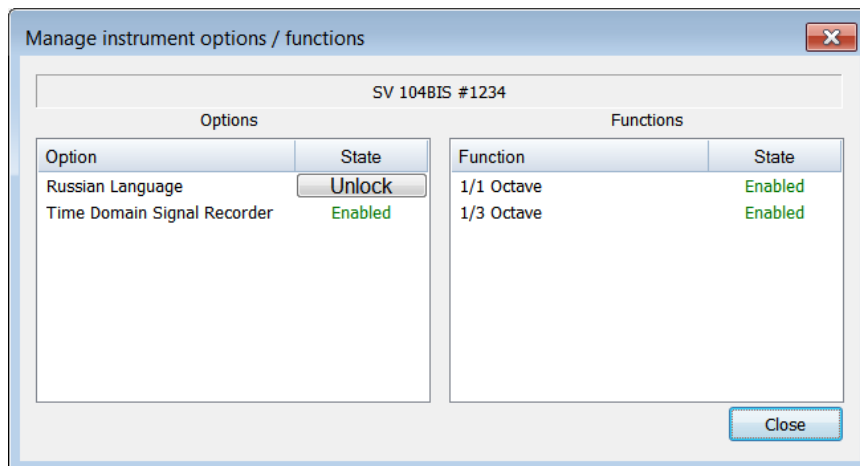 Manage instrument options / functions
SV 104BIS #1234
Options
Functions
Option State
Function State
Russian Language Unlock
1/1 Octave Enabled
Time Domain Signal Recorder Enabled
1/3 Octave Enabled
Close